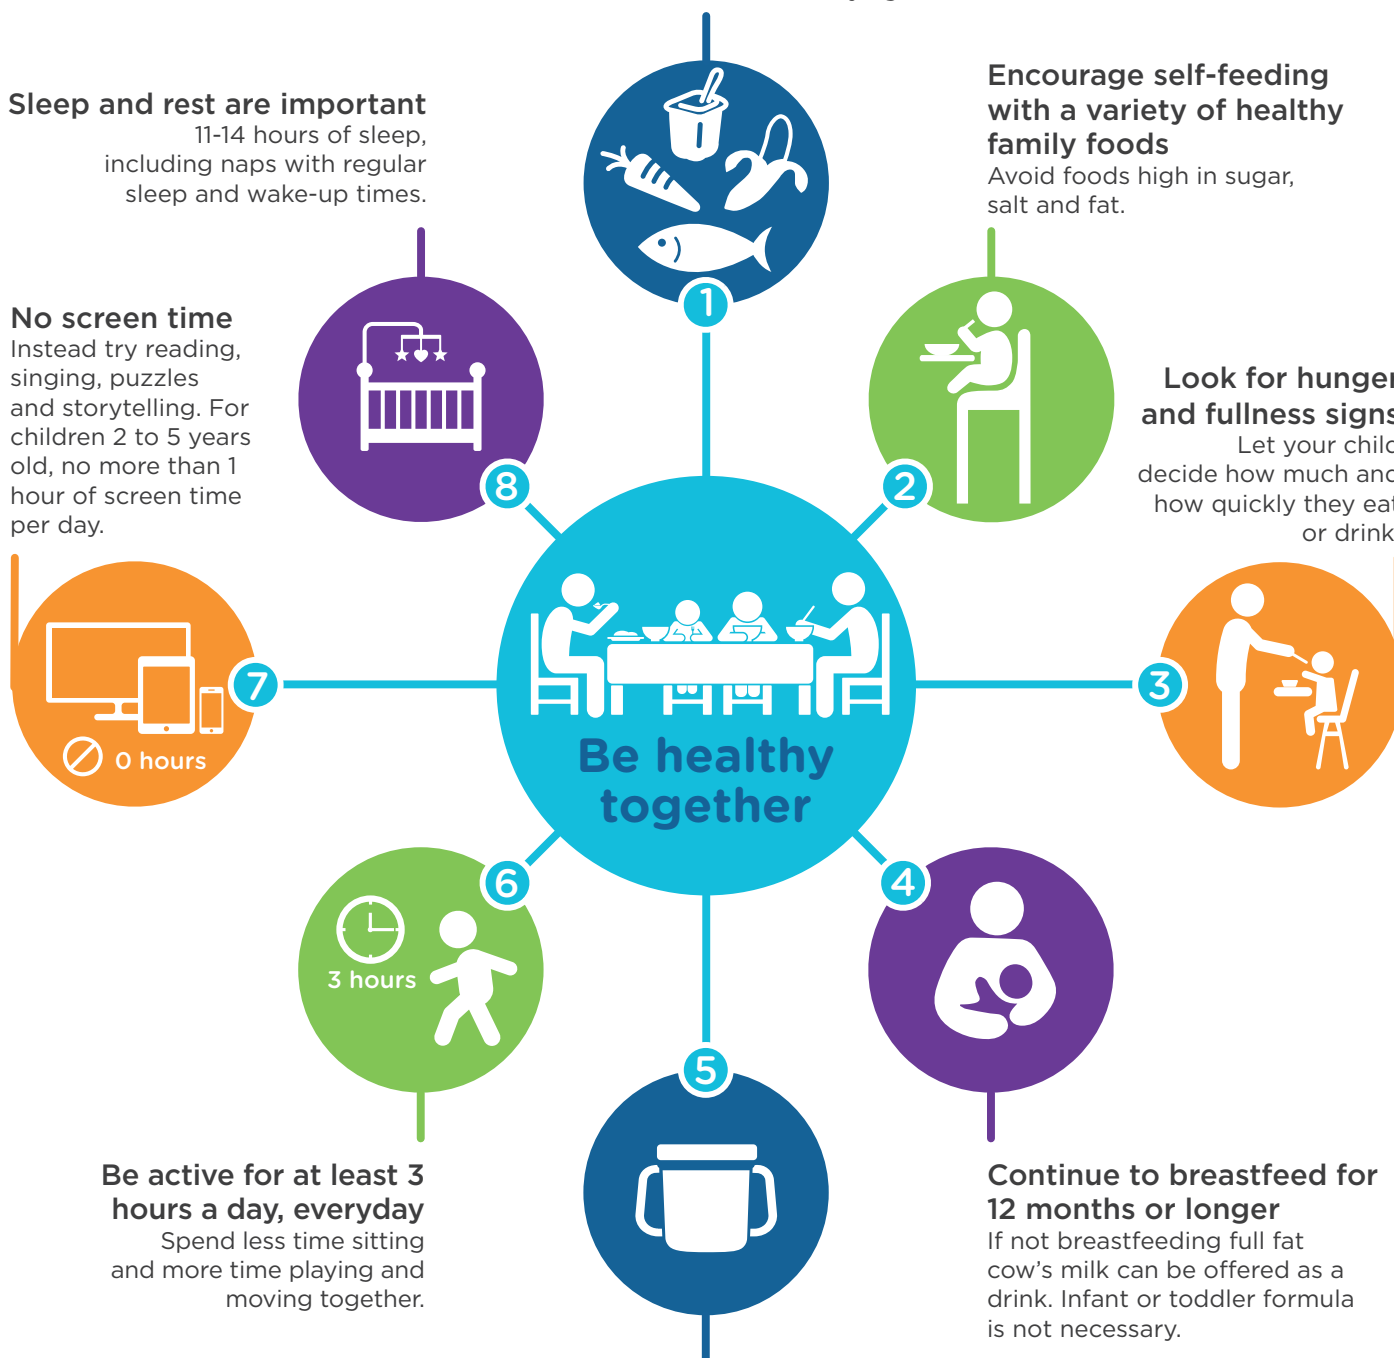 Sleep and rest are important
11-14 hours of sleep,
including naps with regular
sleep and wake-up times.
Encourage self-feeding
with a variety of healthy
family foods
Avoid foods high in sugar,
salt and fat.
1
No screen time
Instead try reading,
singing, puzzles
and storytelling. For
children 2 to 5 years
old, no more than 1
hour of screen time
per day.
Look for hunger
and fullness signs
Let your child
decide how much and
how quickly they eat
or drink
8
2
7
0 hours
3
Be healthy
together
6
3 hours
4
5
Be active for at least 3
hours a day, everyday
Spend less time sitting
and more time playing and
moving together.
Continue to breastfeed for
12 months or longer
If not breastfeeding full fat
cow’s milk can be offered as a
drink. Infant or toddler formula
is not necessary.